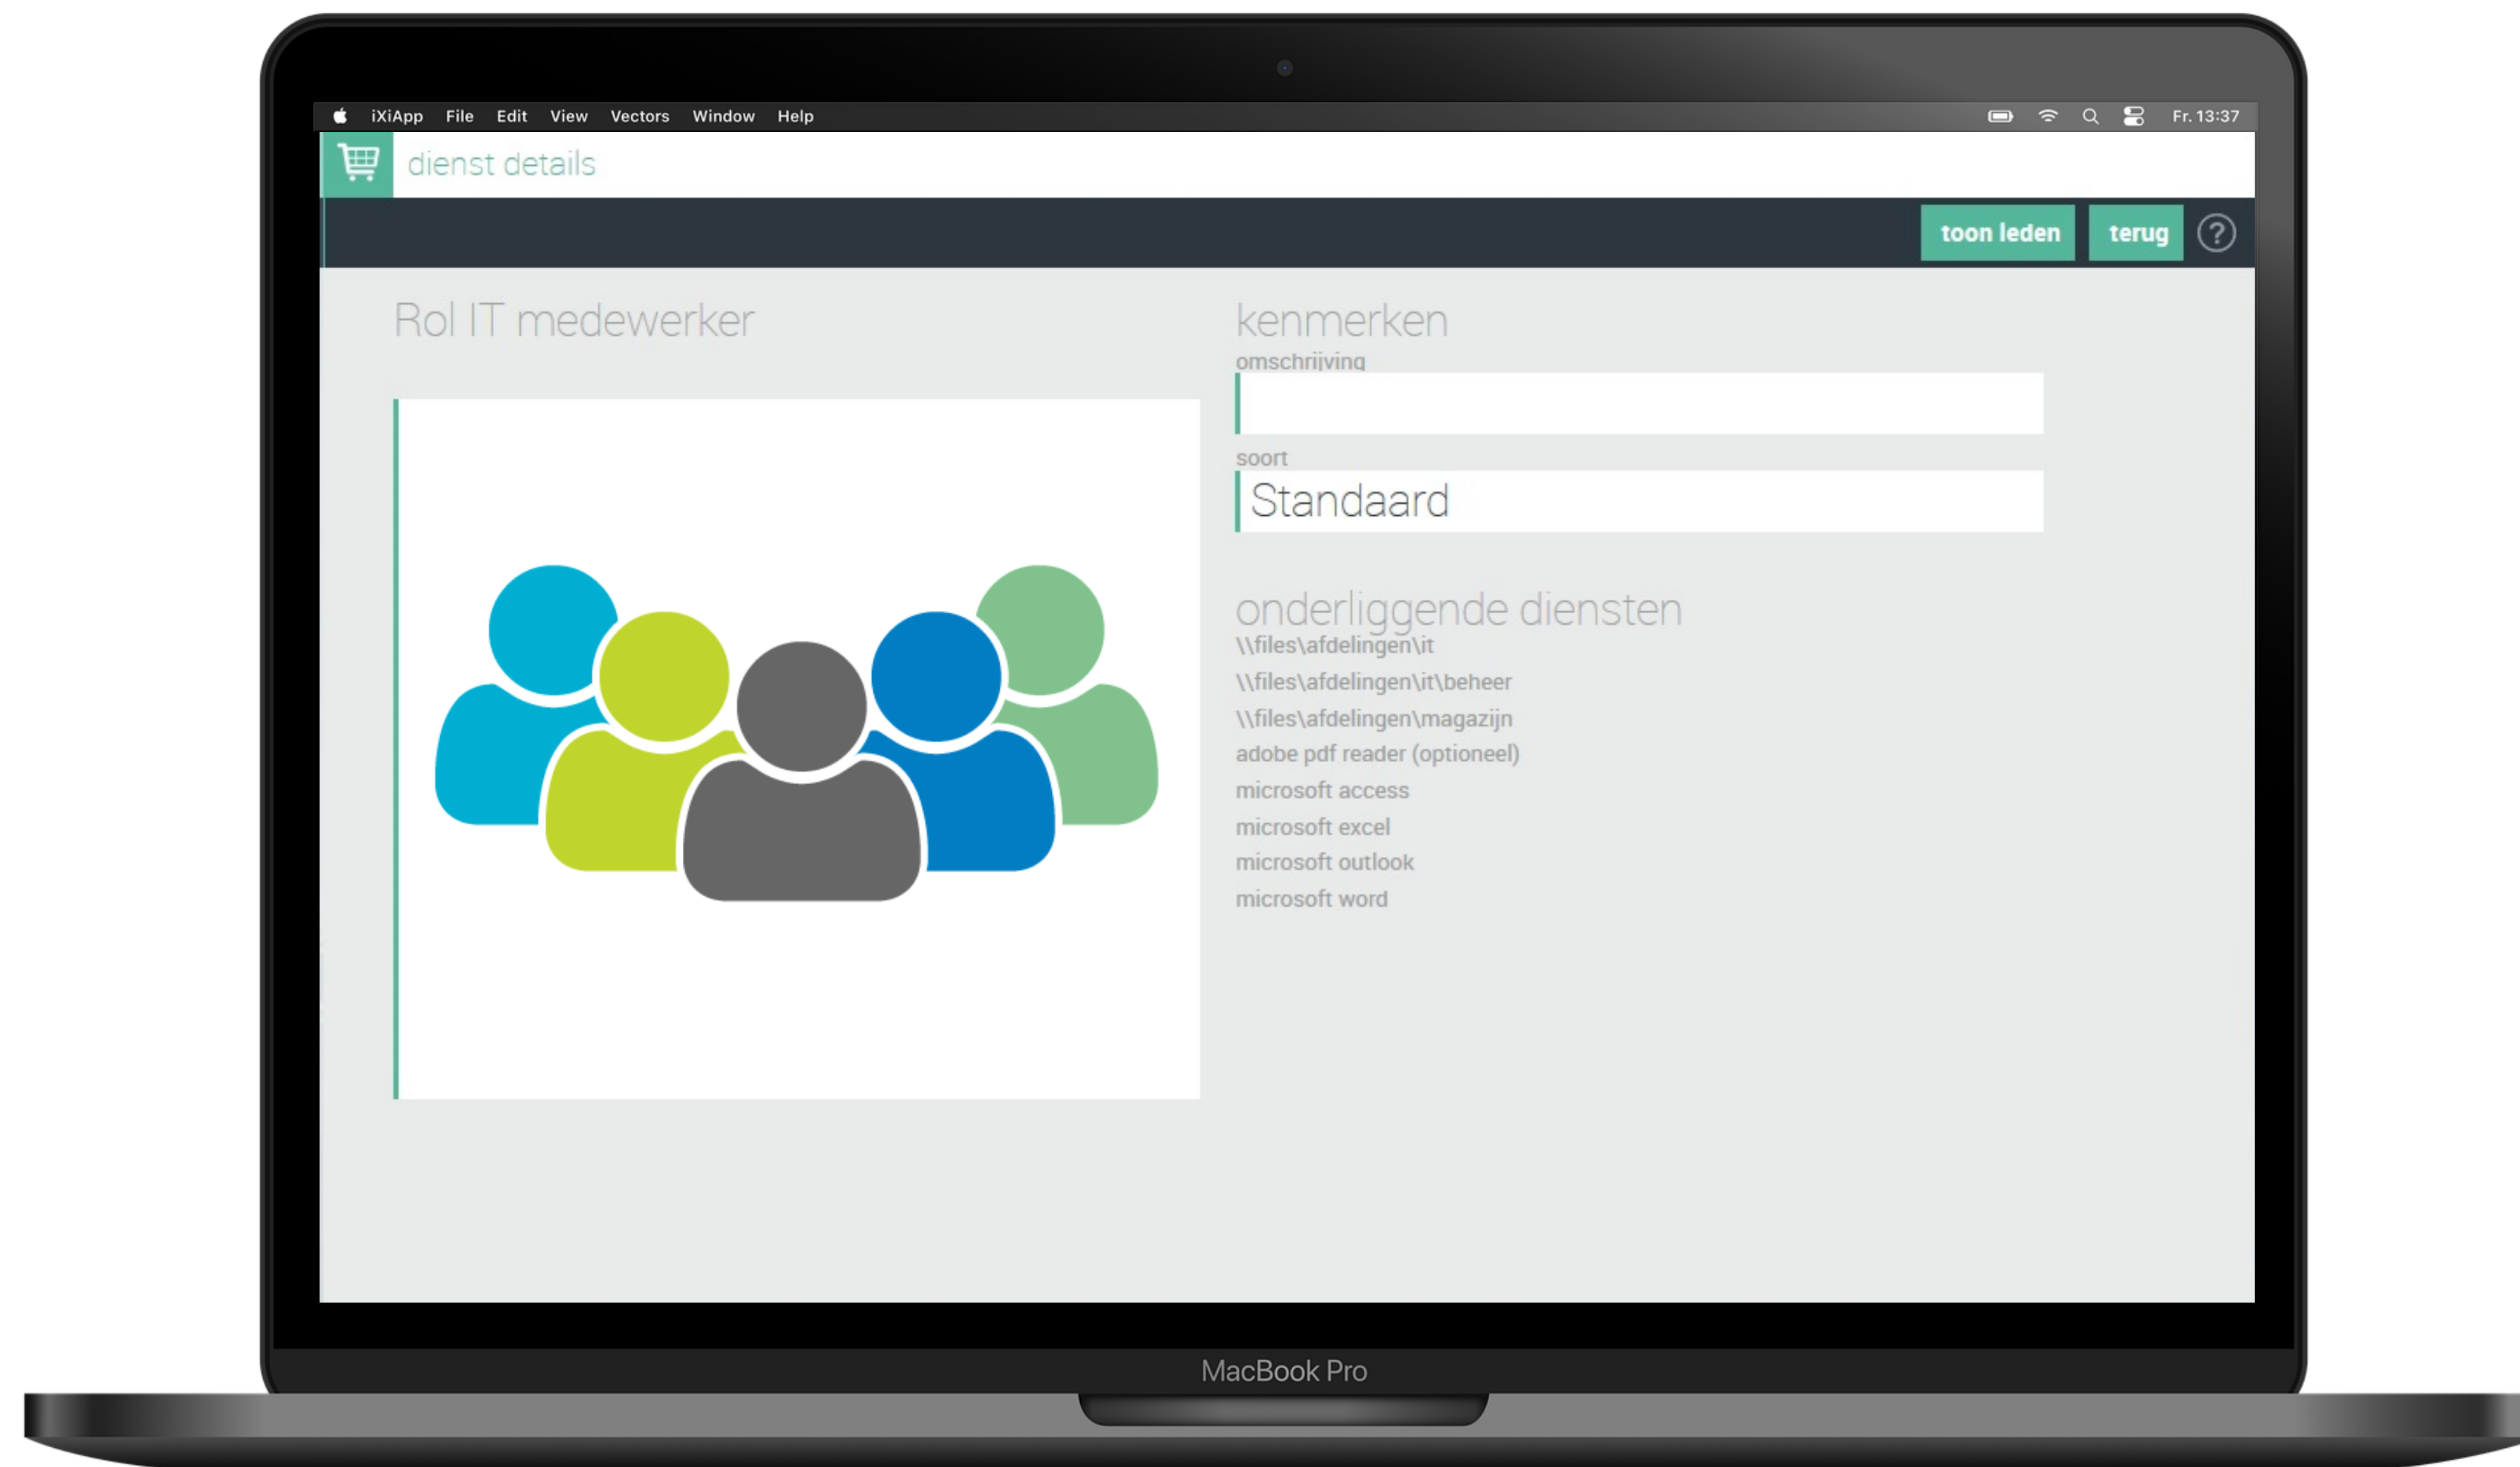 iXiApp File Edit View Vectors Window Help Fr. 13:37
dienst details
toon leden terug ?
Rol IT medewerker
kenmerken
omschrijving
soort
Standaard
onderliggende diensten
\\files\afdelingen\it
\\files\afdelingen\it\beheer
\\files\afdelingen\magazijn
adobe pdf reader (optioneel)
microsoft access
microsoft excel
microsoft outlook
microsoft word
MacBook Pro